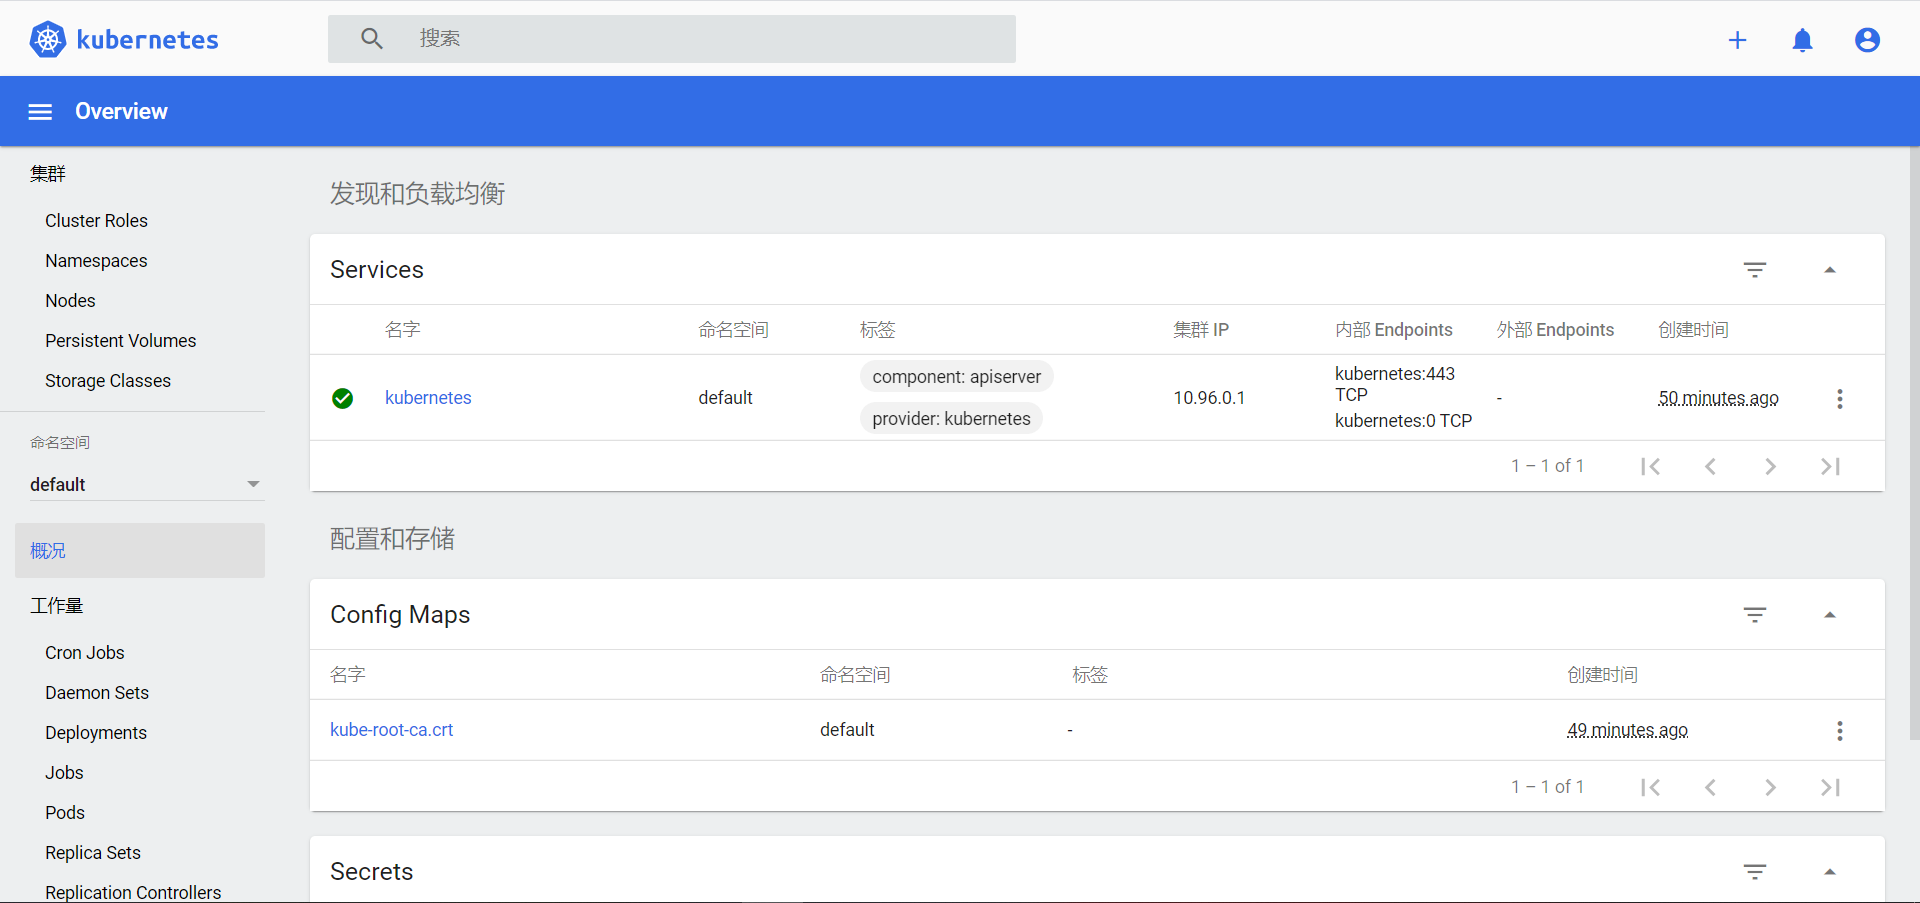 kubernetes
搜索
Overview
集群
Cluster Roles
Namespaces
Nodes
Persistent Volumes
Storage Classes
命名空间
default
概况
工作量
Cron Jobs
Daemon Sets
Deployments
Jobs
Pods
Replica Sets
Replication Controllers
发现和负载均衡
Services
名字 命名空间 标签 集群 IP 内部 Endpoints 外部 Endpoints 创建时间
kubernetes default component: apiserver provider: kubernetes 10.96.0.1 kubernetes:443 TCP kubernetes:0 TCP - 50 minutes ago
1 – 1 of 1
配置和存储
Config Maps
名字 命名空间 标签 创建时间
kube-root-ca.crt default - 49 minutes ago
1 – 1 of 1
Secrets